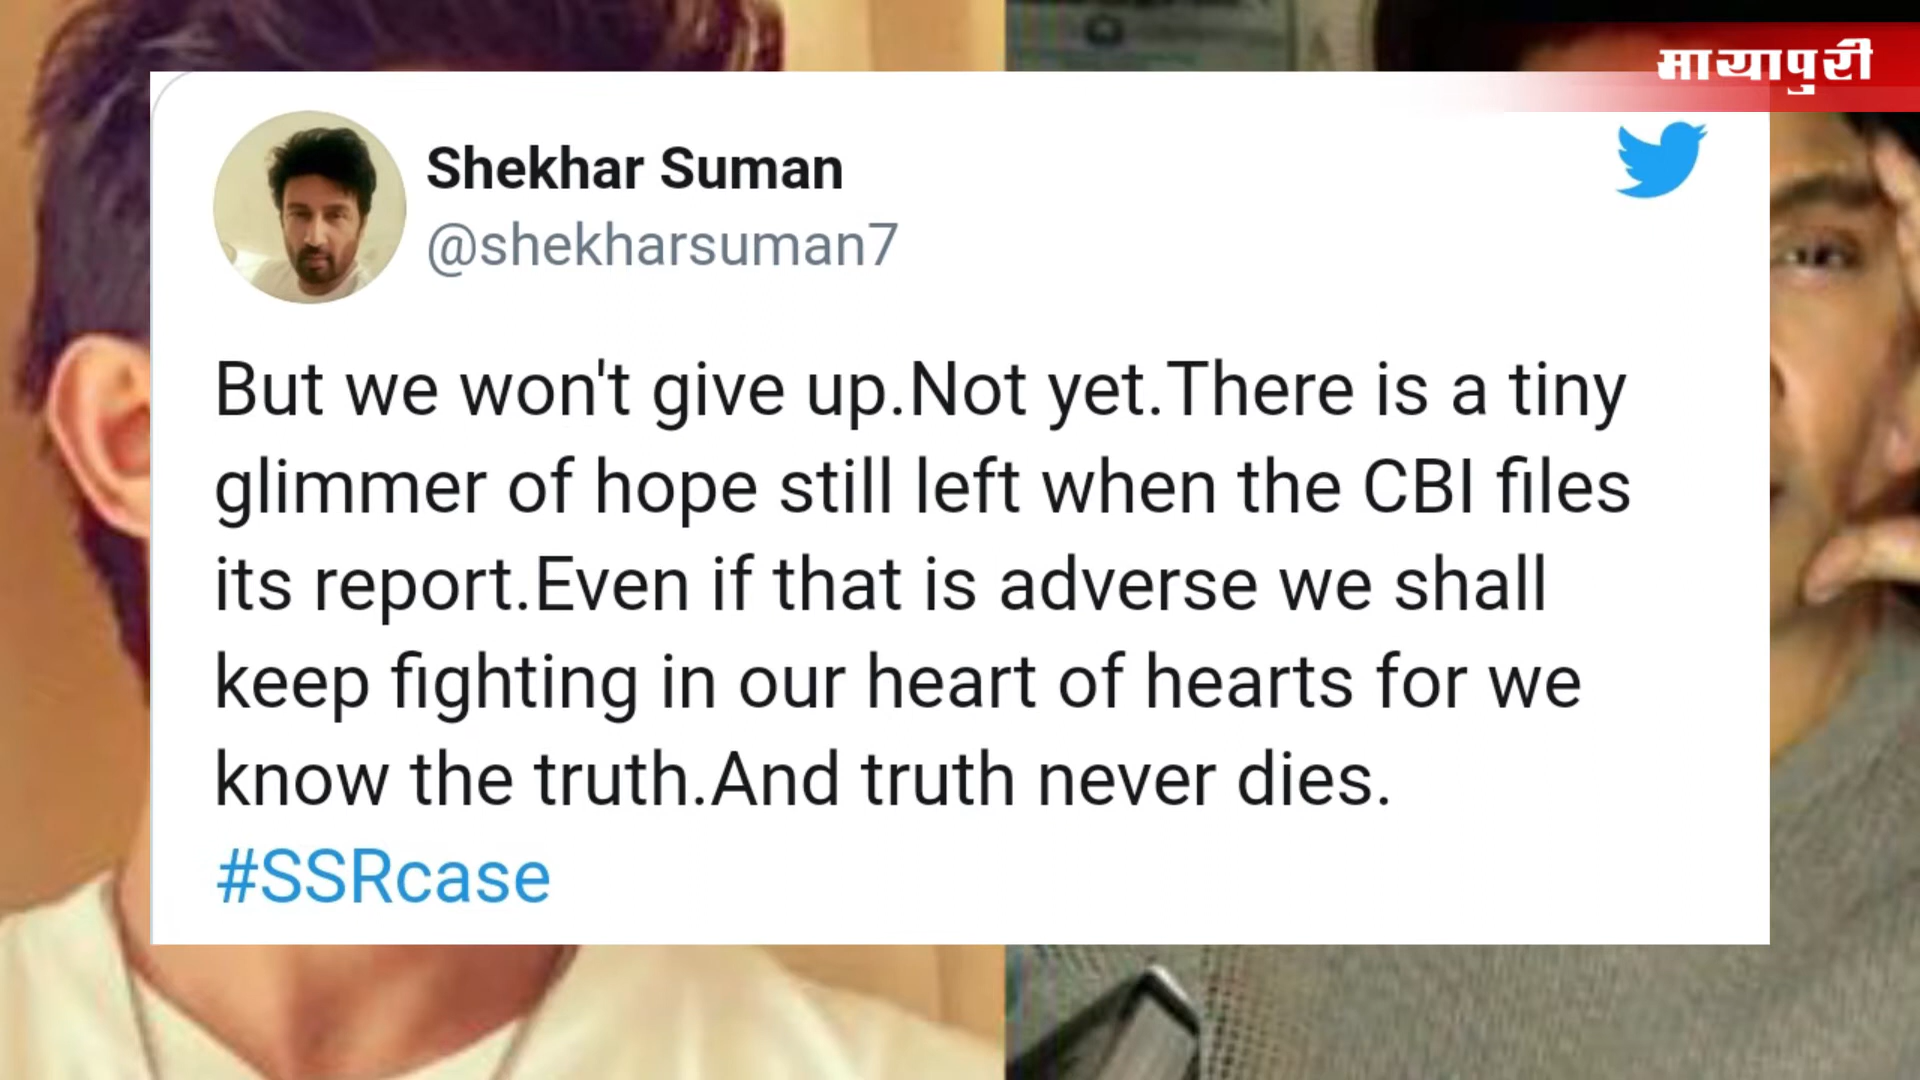 मायापुरी
Shekhar Suman
@shekharsuman7
But we won't give up.Not yet.There is a tiny
glimmer of hope still left when the CBI files
its report.Even if that is adverse we shall
keep fighting in our heart of hearts for we
know the truth.And truth never dies.
#SSRcase